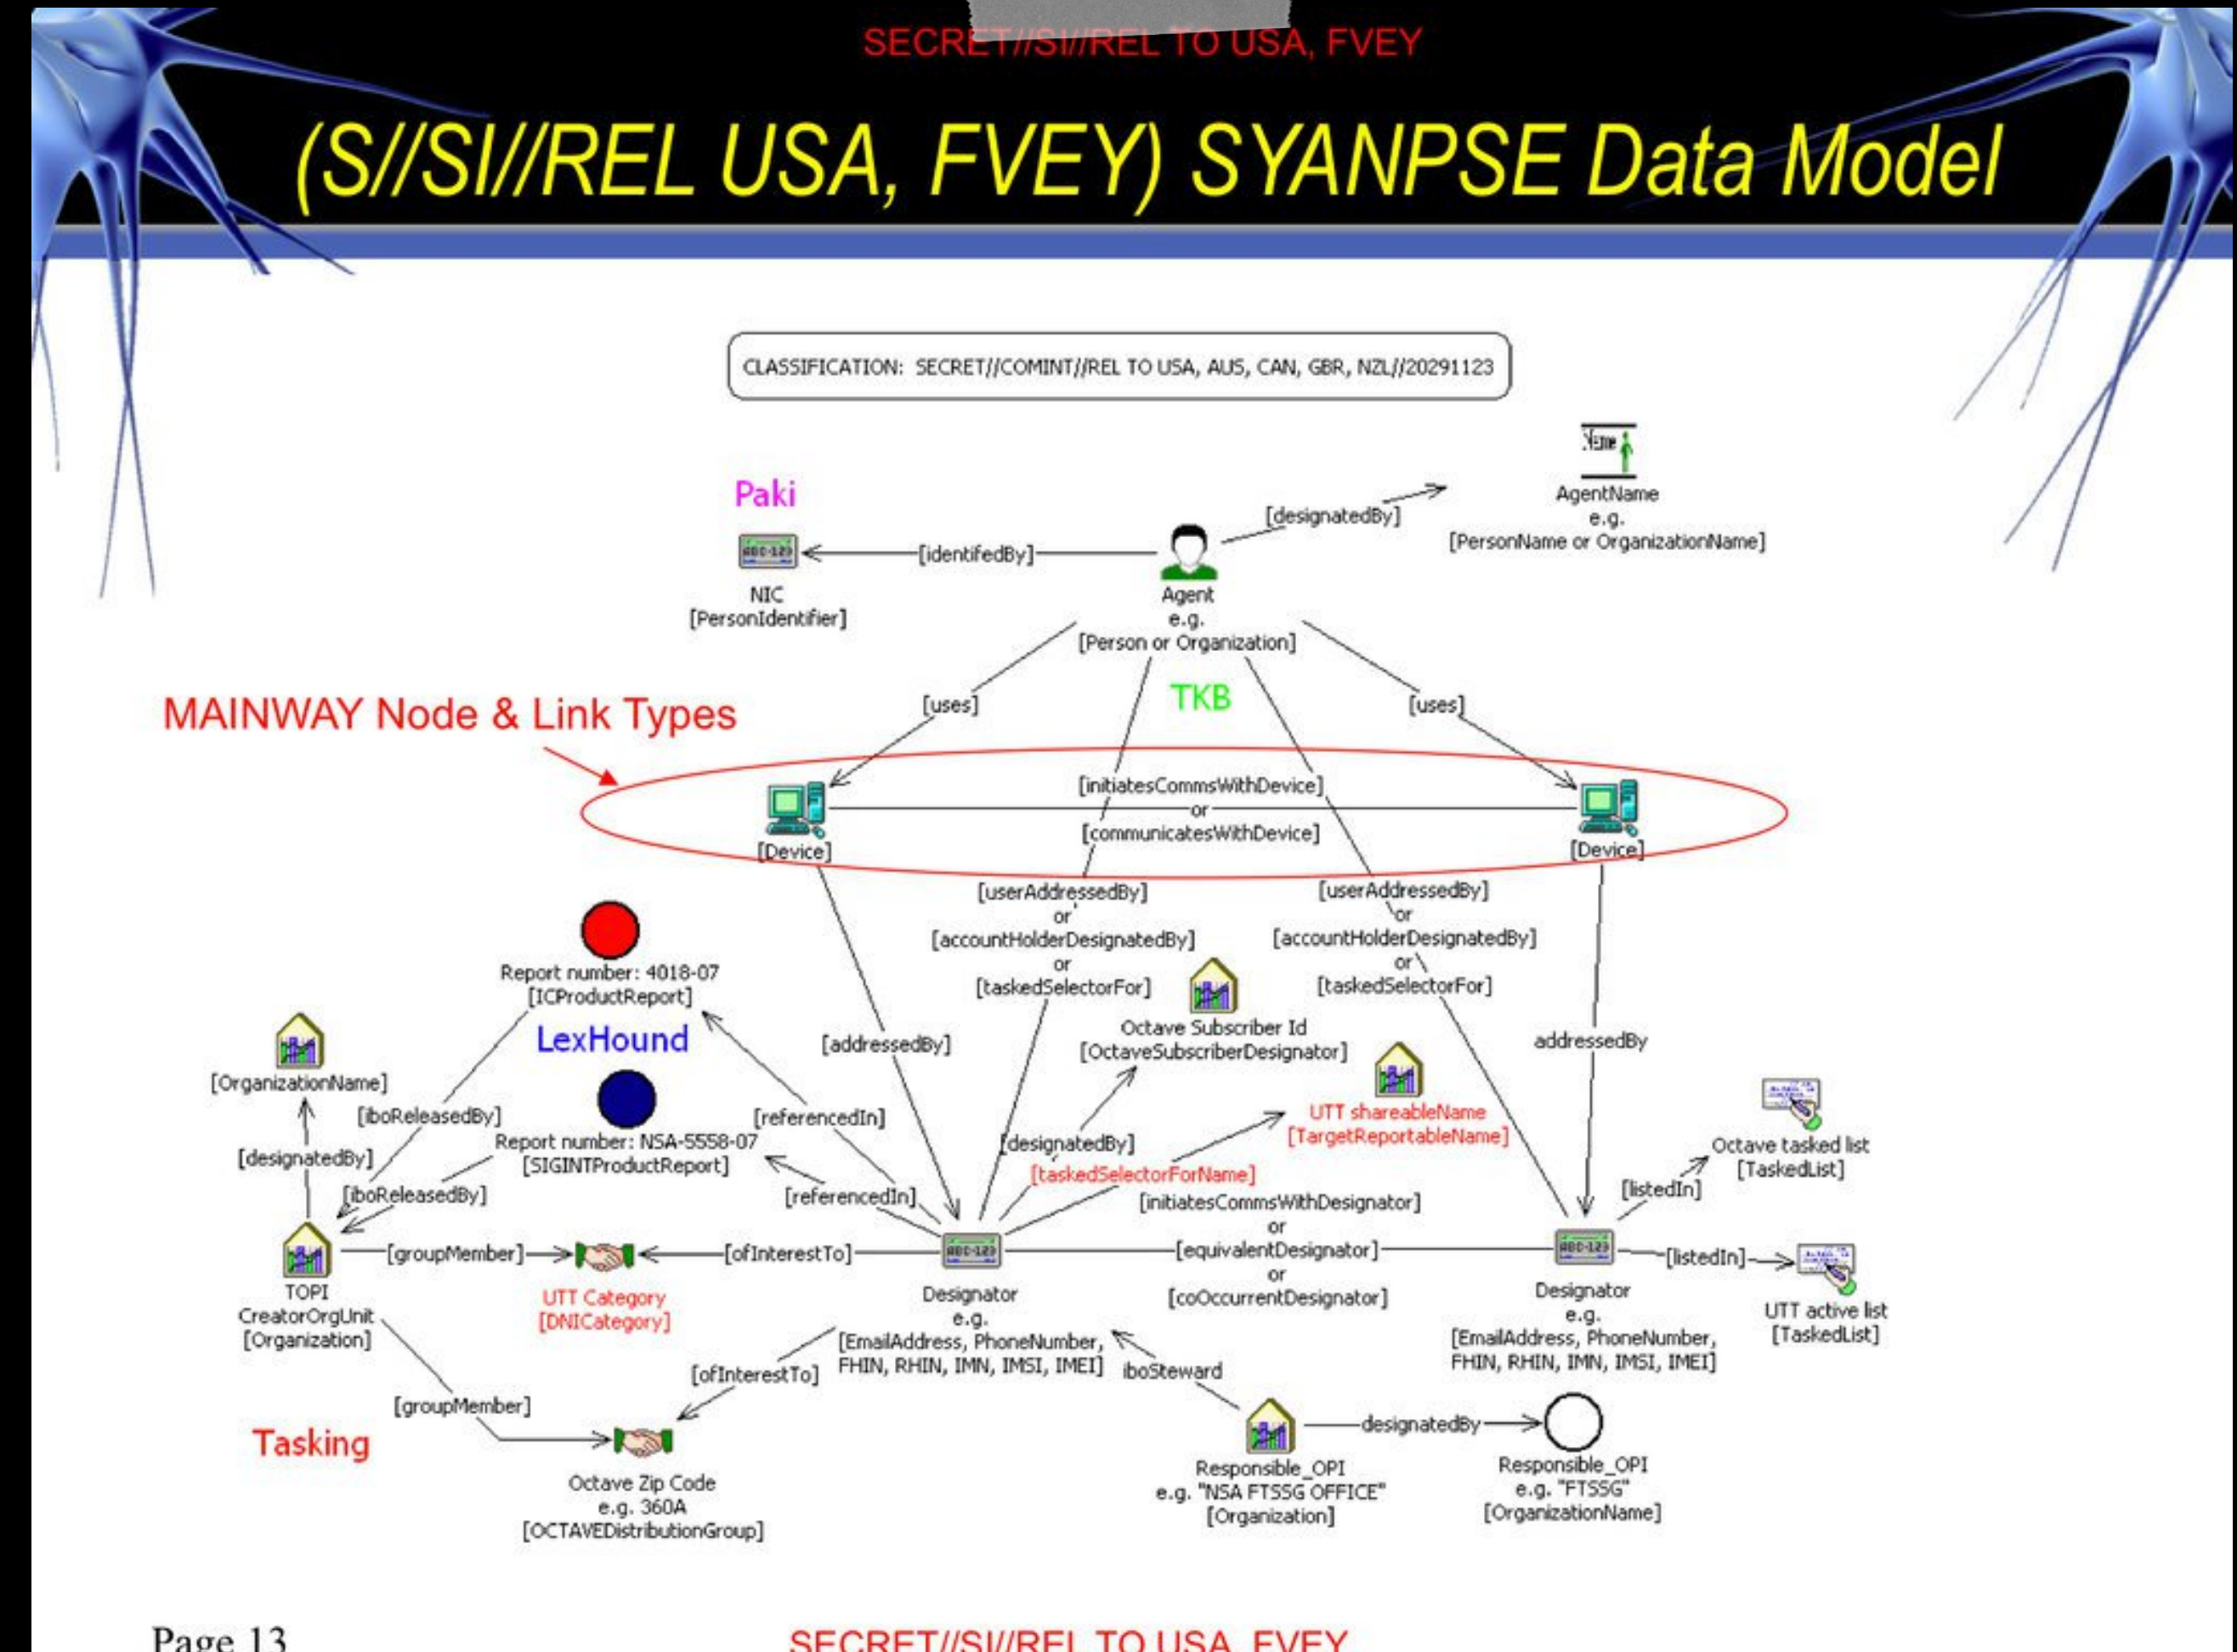 SECRET//SI//REL TO USA, FVEY
(S//SI//REL USA, FVEY) SYANPSE Data Model
CLASSIFICATION: SECRET//COMINT//REL TO USA, AUS, CAN, GBR, NZL//20291123
Name
AgentName
e.g.
[PersonName or OrganizationName]
[designatedBy]
Paki
ABC-123
NIC
[PersonIdentifier]
[identifedBy]
Agent
e.g.
[Person or Organization]
TKB
[uses]
[uses]
MAINWAY Node & Link Types
[initiatesCommsWithDevice]
or
[communicatesWithDevice]
[Device]
[Device]
[userAddressedBy]
or
[accountHolderDesignatedBy]
or
[taskedSelectorFor]
[userAddressedBy]
or
[accountHolderDesignatedBy]
or
[taskedSelectorFor]
Report number: 4018-07
[ICProductReport]
LexHound
Report number: NSA-5558-07
[SIGINTProductReport]
[OrganizationName]
[designatedBy]
[iboReleasedBy]
[iboReleasedBy]
[referencedIn]
[referencedIn]
[addressedBy]
Octave Subscriber Id
[OctaveSubscriberDesignator]
[designatedBy]
UTT shareableName
[TargetReportableName]
[taskedSelectorForName]
addressedBy
Octave tasked list
[TaskedList]
[listedIn]
[listedIn]
UTT active list
[TaskedList]
[initiatesCommsWithDesignator]
or
[equivalentDesignator]
or
[coOccurrentDesignator]
TOPI
CreatorOrgUnit
[Organization]
[groupMember]
UTT Category
[DNICategory]
[ofInterestTo]
ABC-123
Designator
e.g.
[EmailAddress, PhoneNumber,
FHIN, RHIN, IMN, IMSI, IMEI]
ABC-123
Designator
e.g.
[EmailAddress, PhoneNumber,
FHIN, RHIN, IMN, IMSI, IMEI]
[ofInterestTo]
iboSteward
[groupMember]
Tasking
Octave Zip Code
e.g. 360A
[OCTAVEDistributionGroup]
Responsible_OPI
e.g. "NSA FTSSG OFFICE"
[Organization]
designatedBy
Responsible_OPI
e.g. "FTSSG"
[OrganizationName]
Page 13
SECRET//SI//REL TO USA, FVEY